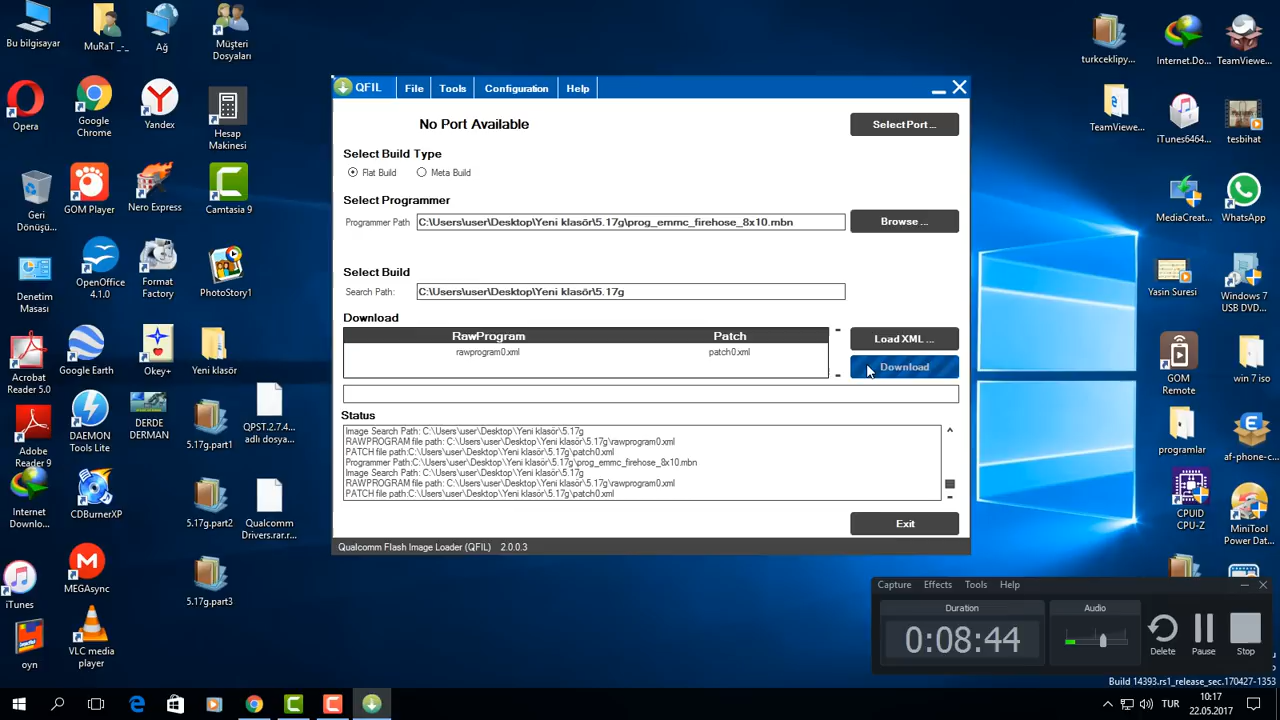 Bu bilgisayar
MuRaT _-_
Ağ
Müşteri
Dosyaları
Opera
Google
Chrome
Yandex
Hesap
Makinesi
Geri
Dönüşü...
GOM Player
Nero Express
Camtasia 9
Denetim
Masası
OpenOffice
4.1.0
Format
Factory
PhotoStory1
Acrobat
Reader 5.0
Google Earth
Okey+
Yeni klasör
Adobe
Reader 9
DAEMON
Tools Lite
DERDE
DERMAN
5.17g.part1
QPST.2.7.4...
adlı dosya...
Internet
Downlo...
CDBurnerXP
5.17g.part2
Qualcomm
Drivers.rar.r...
iTunes
MEGAsync
5.17g.part3
oyn
VLC media
player
QFIL
File
Tools
Configuration
Help
No Port Available
Select Port ...
Select Build Type
Flat Build
Meta Build
Select Programmer
Programmer Path
C:\Users\user\Desktop\Yeni klasör\5.17g\prog_emmc_firehose_8x10.mbn
Browse ...
Select Build
Search Path:
C:\Users\user\Desktop\Yeni klasör\5.17g
Download
RawProgram
Patch
rawprogram0.xml
patch0.xml
Load XML ...
Download
Status
Image Search Path: C:\Users\user\Desktop\Yeni klasör\5.17g
RAWPROGRAM file path: C:\Users\user\Desktop\Yeni klasör\5.17g\rawprogram0.xml
PATCH file path:C:\Users\user\Desktop\Yeni klasör\5.17g\patch0.xml
Programmer Path:C:\Users\user\Desktop\Yeni klasör\5.17g\prog_emmc_firehose_8x10.mbn
Image Search Path: C:\Users\user\Desktop\Yeni klasör\5.17g
RAWPROGRAM file path: C:\Users\user\Desktop\Yeni klasör\5.17g\rawprogram0.xml
PATCH file path:C:\Users\user\Desktop\Yeni klasör\5.17g\patch0.xml
Exit
Qualcomm Flash Image Loader (QFIL) 2.0.0.3
turkceklipy...
Internet.Do...
TeamViewe...
TeamViewe...
iTunes6464...
tesbihat
MediaCreat...
WhatsApp
Yasin Suresi
Windows 7
USB DVD...
GOM
Remote
win 7 iso
programlar
af-phone-c...
CPUID
CPU-Z
MiniTool
Power Dat...
Capture
Effects
Tools
Help
Duration
Audio
0:08:44
Delete
Pause
Stop
Build 14393.rs1_release_sec.170427-1353
TUR
10:17
22.05.2017